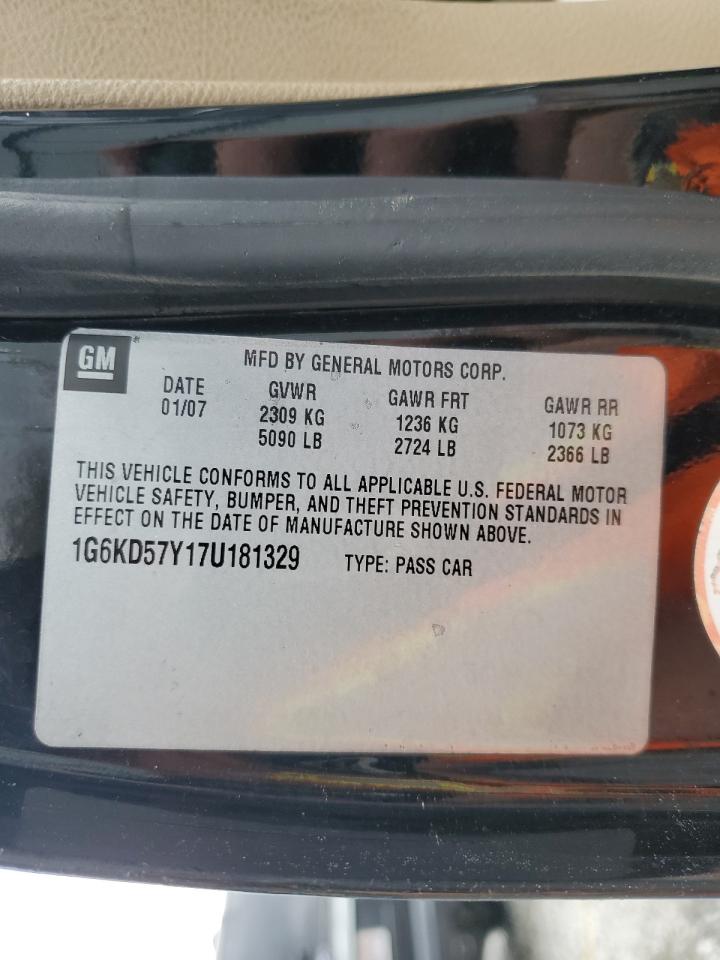 GM
MFD BY GENERAL MOTORS CORP.
DATE GVWR GAWR FRT GAWR RR
01/07 2309 KG 1236 KG 1073 KG
5090 LB 2724 LB 2366 LB
THIS VEHICLE CONFORMS TO ALL APPLICABLE U.S. FEDERAL MOTOR
VEHICLE SAFETY, BUMPER, AND THEFT PREVENTION STANDARDS IN
EFFECT ON THE DATE OF MANUFACTURE SHOWN ABOVE.
1G6KD57Y17U181329 TYPE: PASS CAR